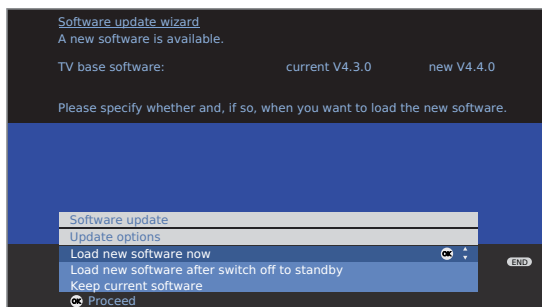 Software update wizard
A new software is available.
TV base software: current V4.3.0 new V4.4.0
Please specify whether and, if so, when you want to load the new software.
Software update
Update options
Load new software now OK
END
Load new software after switch off to standby
Keep current software
OK Proceed